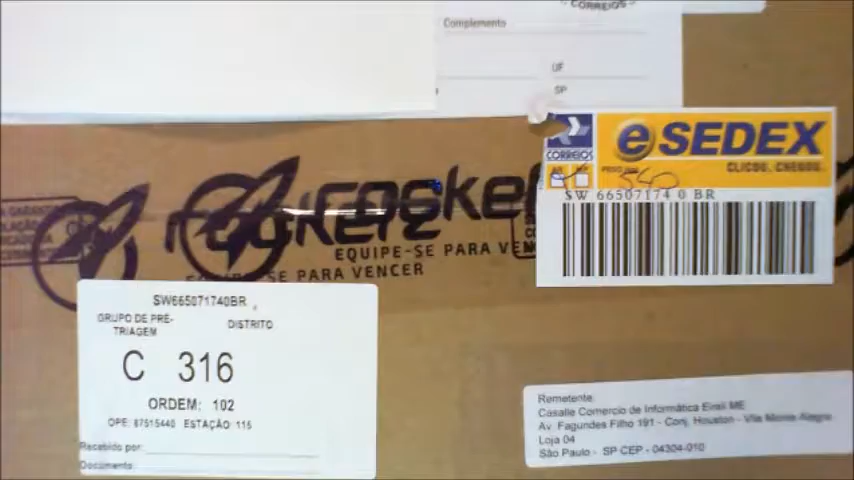 CORREIOS
Complemento
UF
SP
CORREIOS
e SEDEX
CLICOU, CHEGOU.
SW 66507174 0 BR
Rocketz
EQUIPE-SE PARA VEN
SE PARA VENCER
SW665071740BR
GRUPO DE PRÉ-
TRIAGEM
DISTRITO
C 316
ORDEM: 102
OPE: 87515440 ESTAÇÃO: 115
Recebido por:
Documento:
Remetente
Casalle Comercio de Informática Eireli ME
Av. Fagundes Filho 191 - Conj. Houston - Vila Monte Alegre
Loja 04
São Paulo - SP CEP - 04304-010